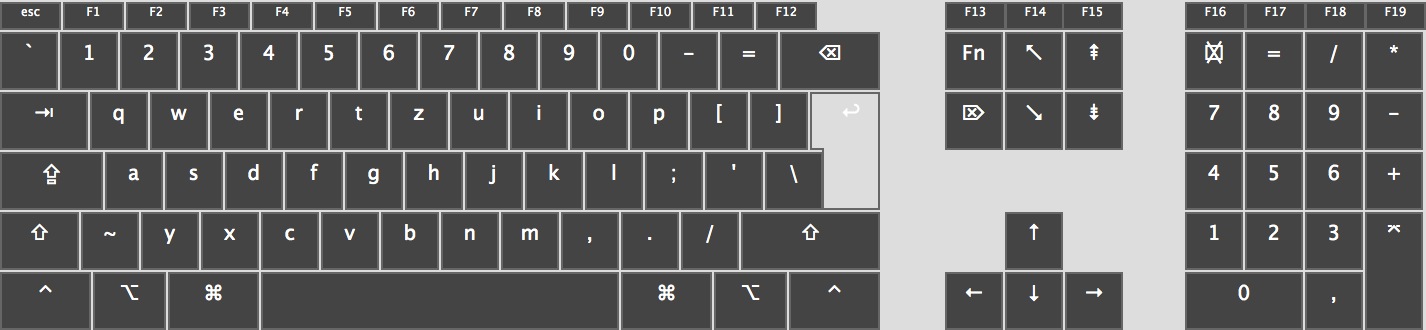 esc F1 F2 F3 F4 F5 F6 F7 F8 F9 F10 F11 F12 F13 F14 F15 F16 F17 F18 F19
` 1 2 3 4 5 6 7 8 9 0 - = ⌫ Fn ↖ ⇞ ⌧ = / *
⇥ q w e r t z u i o p [ ] ↩ ⌦ ↘ ⇟ 7 8 9 -
⇪ a s d f g h j k l ; ' \ 4 5 6 +
⇧ ~ y x c v b n m , . / ⇧ ↑ 1 2 3 ⌤
^ ⌥ ⌘ ⌘ ⌥ ^ ← ↓ → 0 ,